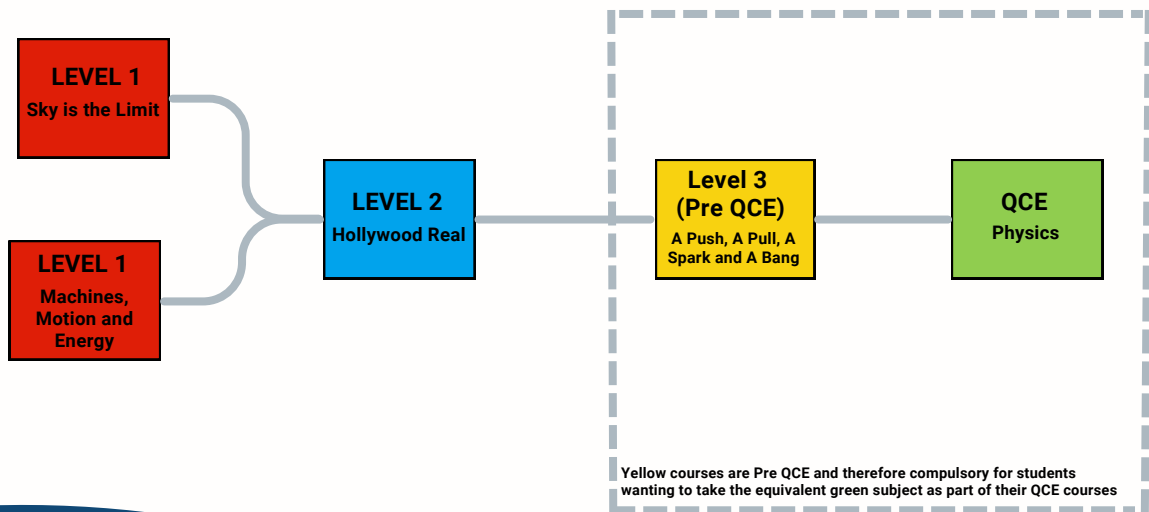 LEVEL 1
Sky is the Limit
LEVEL 1
Machines,
Motion and
Energy
LEVEL 2
Hollywood Real
Level 3
(Pre QCE)
A Push, A Pull, A
Spark and A Bang
QCE
Physics
Yellow courses are Pre QCE and therefore compulsory for students
wanting to take the equivalent green subject as part of their QCE courses